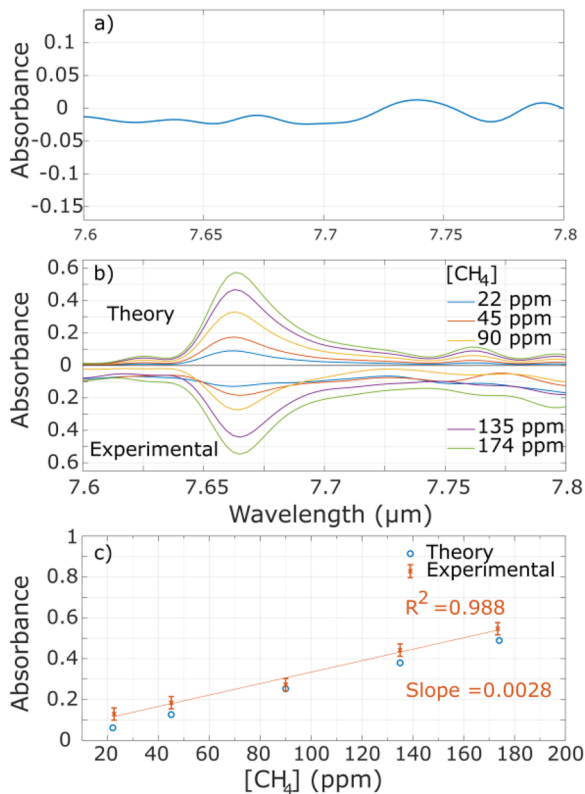 a)
0.1
0.05
0
-0.05
-0.1
-0.15
Absorbance
7.6
7.65
7.7
7.75
7.8
b)
Theory
[CH4]
22 ppm
45 ppm
90 ppm
0.6
0.4
0.2
0
0.2
0.4
0.6
Absorbance
Experimental
135 ppm
174 ppm
7.6
7.65
7.7
7.75
7.8
Wavelength (µm)
c)
Theory
Experimental
R2 =0.988
Slope =0.0028
1
0.8
0.6
0.4
0.2
0
Absorbance
20
40
60
80
100
120
140
160
180
200
[CH4] (ppm)